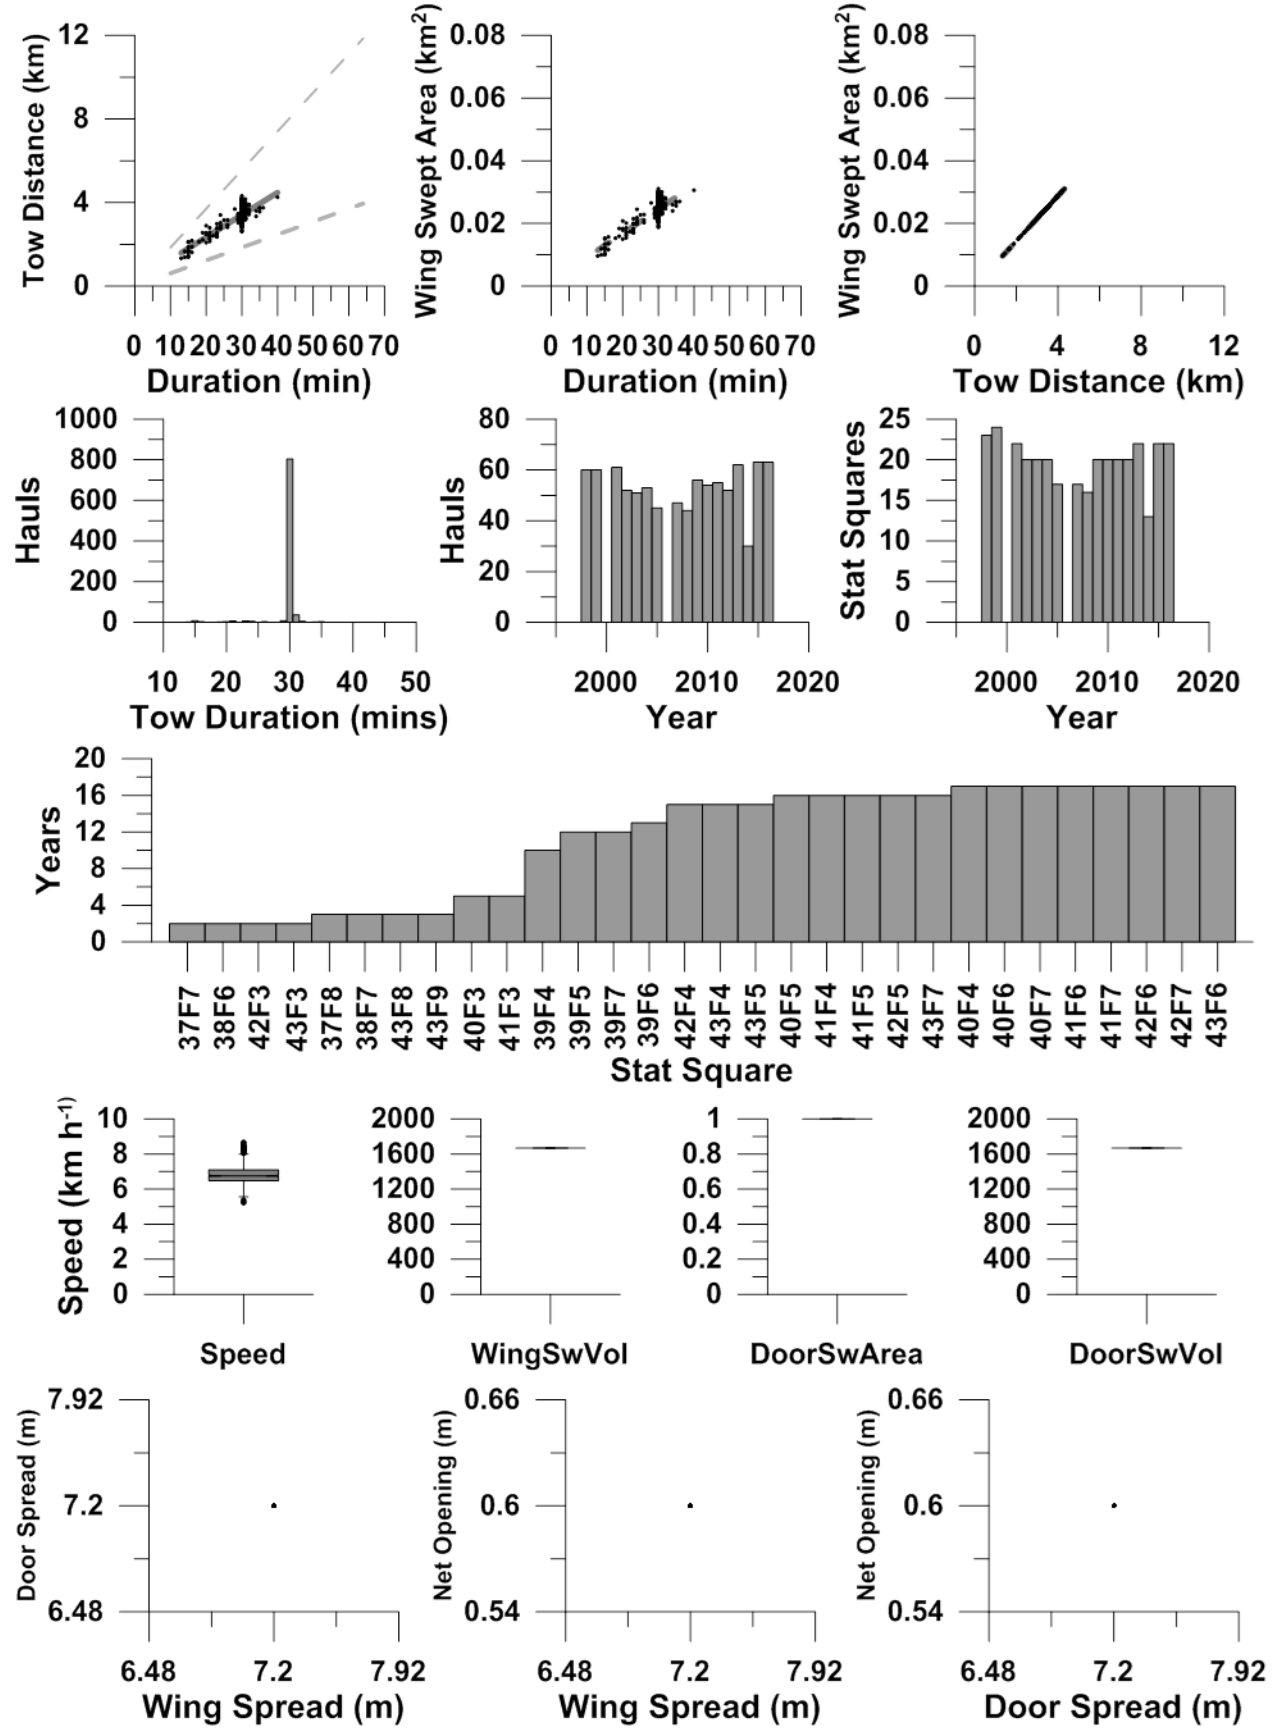 Tow Distance (km)
12
8
4
0
0 10 20 30 40 50 60 70
Duration (min)
Wing Swept Area (km²)
0.08
0.06
0.04
0.02
0
0 10 20 30 40 50 60 70
Duration (min)
Wing Swept Area (km²)
0.08
0.06
0.04
0.02
0
0 4 8 12
Tow Distance (km)
Hauls
1000
800
600
400
200
0
10 20 30 40 50
Tow Duration (mins)
Hauls
80
60
40
20
0
2000 2010 2020
Year
Stat Squares
25
20
15
10
5
0
2000 2010 2020
Year
Years
20
16
12
8
4
0
37F7 38F6 42F3 43F3 37F8 38F7 43F8 43F9 40F3 41F3 39F4 39F5 39F7 39F6 42F4 43F4 43F5 40F5 41F4 41F5 42F5 43F7 40F4 40F6 40F7 41F6 41F7 42F6 42F7 43F6
Stat Square
Speed (km h⁻¹)
10
8
6
4
2
0
Speed
2000
1600
1200
800
400
0
WingSwVol
1
0.8
0.6
0.4
0.2
0
DoorSwArea
2000
1600
1200
800
400
0
DoorSwVol
Door Spread (m)
7.92
7.2
6.48
6.48 7.2 7.92
Wing Spread (m)
Net Opening (m)
0.66
0.6
0.54
6.48 7.2 7.92
Wing Spread (m)
Net Opening (m)
0.66
0.6
0.54
6.48 7.2 7.92
Door Spread (m)